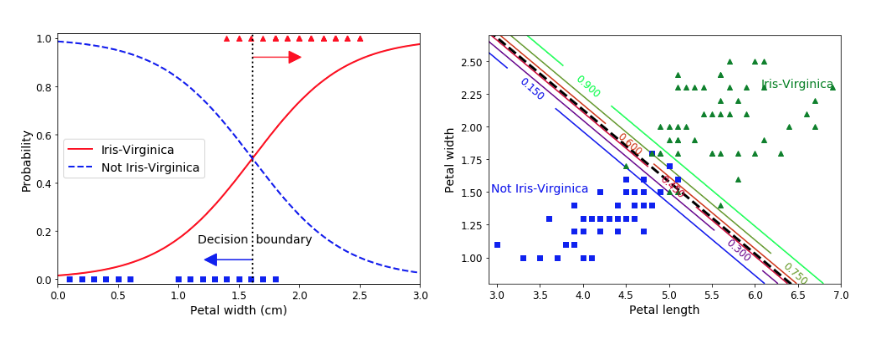 1.0
0.8
0.6
0.4
0.2
0.0
Probability
Iris-Virginica
Not Iris-Virginica
Decision boundary
0.0 0.5 1.0 1.5 2.0 2.5 3.0
Petal width (cm)
2.50
2.25
2.00
1.75
1.50
1.25
1.00
Petal width
0.900
0.150
Iris-Virginica
0.600
Not Iris-Virginica
0.300
0.750
3.0 3.5 4.0 4.5 5.0 5.5 6.0 6.5 7.0
Petal length